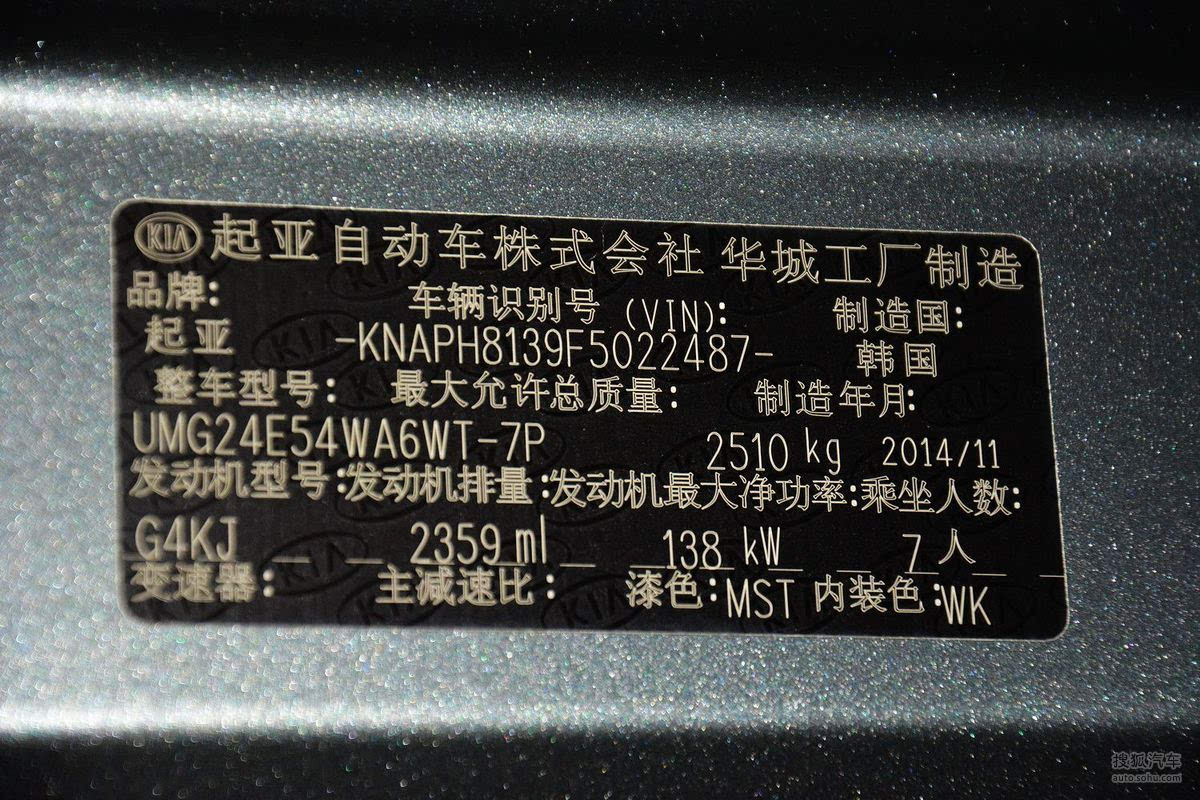 KIA 起亚自动车株式会社 华城工厂制造
品牌: 车辆识别号 (VIN): 制造国:
起亚 -KNAPH8139F5022487- 韩国
整车型号: 最大允许总质量: 制造年月:
UMG24E54WA6WT-7P 2510 kg 2014/11
发动机型号: 发动机排量: 发动机最大净功率: 乘坐人数:
G4KJ 2359 ml 138 kW 7 人
变速器: 主减速比: 漆色: MST 内装色: WK
搜狐汽车
auto.sohu.com